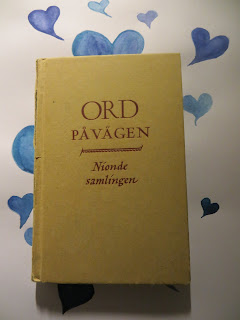 ORD
PÅ VÄGEN
Nionde
samlingen